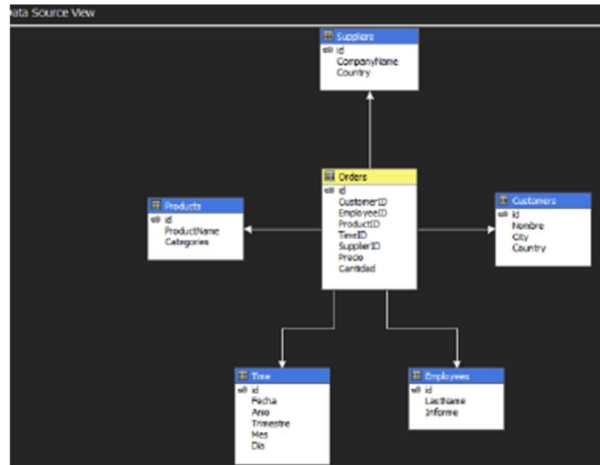 Data Source View
Suppliers
id
CompanyName
Country
Orders
id
CustomerID
EmployeeID
ProductID
TimeID
SupplierID
Precio
Cantidad
Products
id
ProductName
Categories
Customers
id
Nombre
City
Country
Time
id
Fecha
Anio
Trimestre
Mes
Dia
Employees
id
LastName
Informe